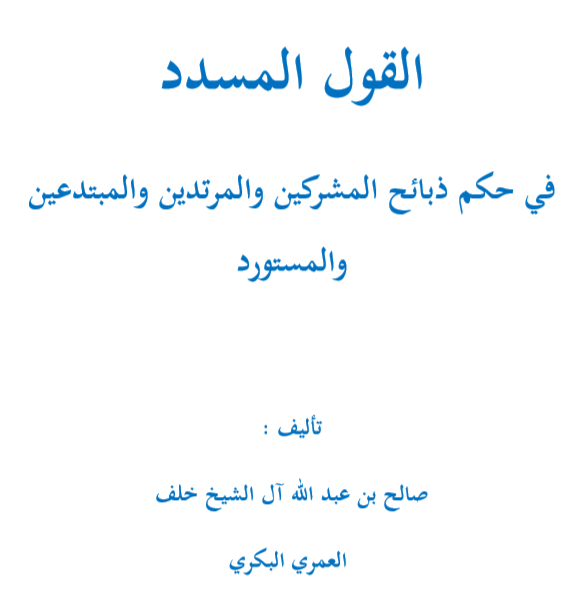 القول المسدد
في حكم ذبائح المشركين والمرتدين والمبتدعين
والمستورد
تأليف :
صالح بن عبد الله آل الشيخ خلف
العمري البكري